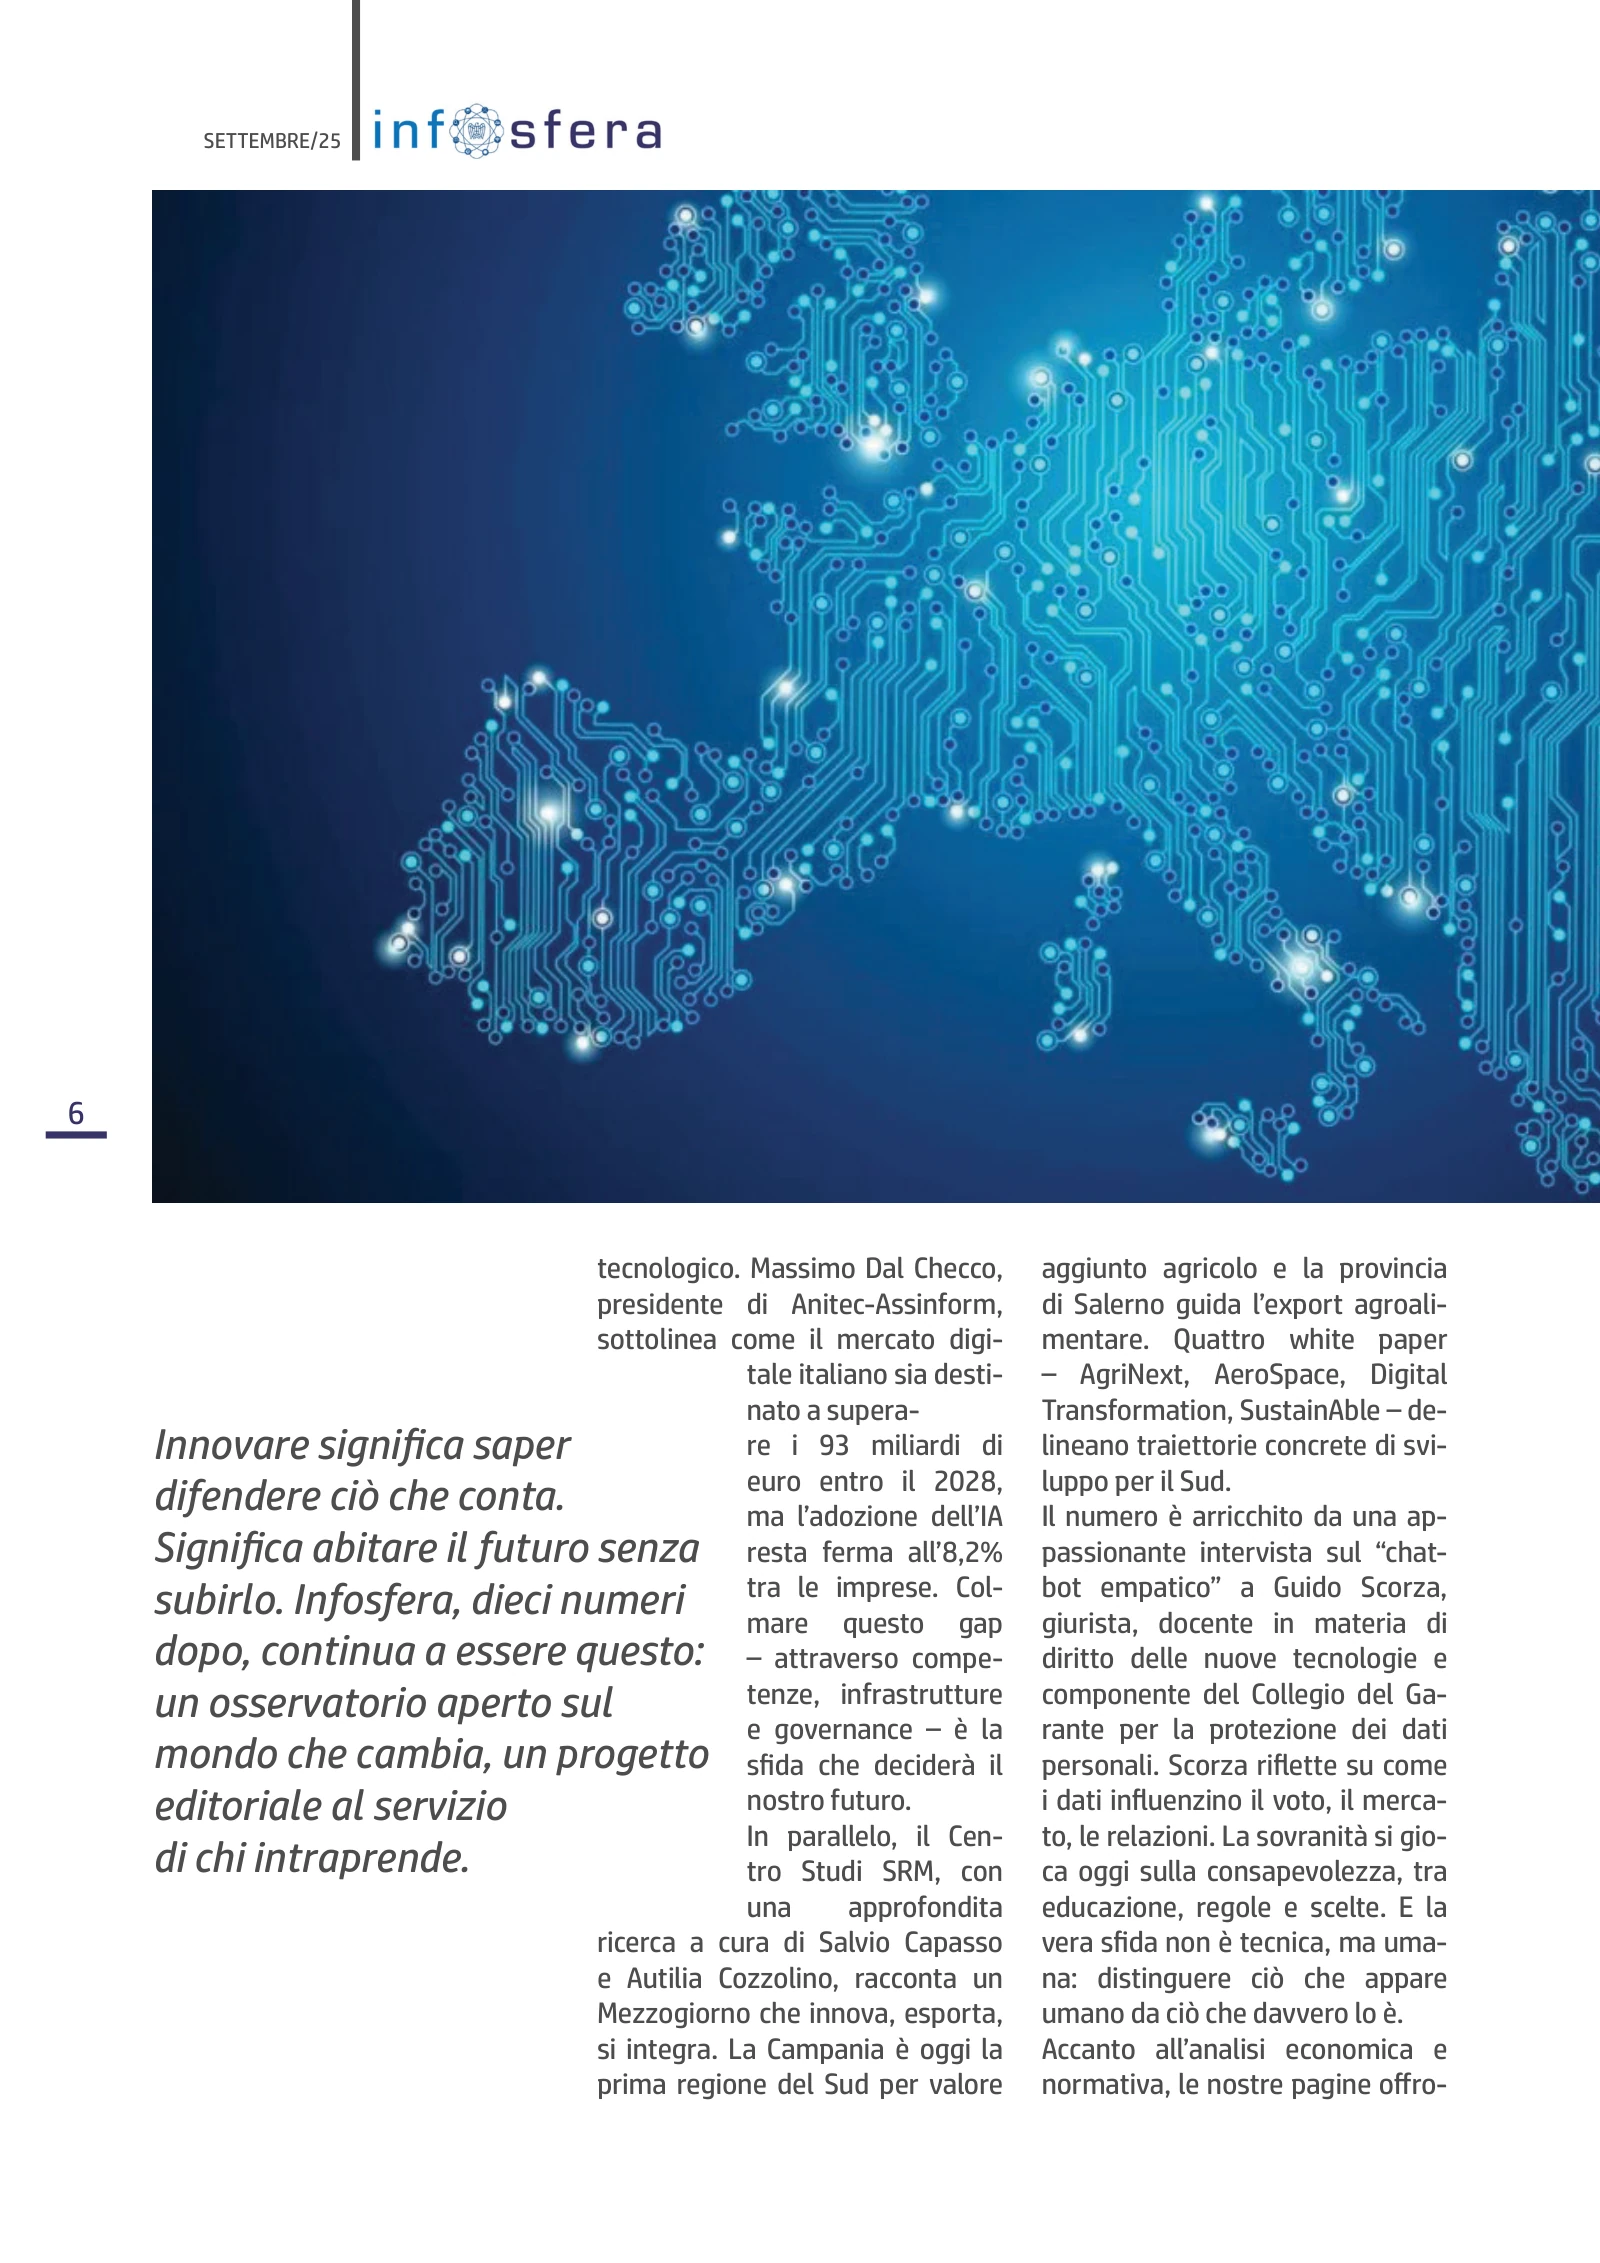 SETTEMBRE/25
infosfera
6
Innovare significa saper
difendere ciò che conta.
Significa abitare il futuro senza
subirlo. Infosfera, dieci numeri
dopo, continua a essere questo:
un osservatorio aperto sul
mondo che cambia, un progetto
editoriale al servizio
di chi intraprende.
tecnologico. Massimo Dal Checco,
presidente di Anitec-Assinform,
sottolinea come il mercato digi-
tale italiano sia desti-
nato a supera-
re i 93 miliardi di
euro entro il 2028,
ma l’adozione dell’IA
resta ferma all’8,2%
tra le imprese. Col-
mare questo gap
– attraverso compe-
tenze, infrastrutture
e governance – è la
sfida che deciderà il
nostro futuro.
In parallelo, il Cen-
tro Studi SRM, con
una approfondita
ricerca a cura di Salvio Capasso
e Autilia Cozzolino, racconta un
Mezzogiorno che innova, esporta,
si integra. La Campania è oggi la
prima regione del Sud per valore
aggiunto agricolo e la provincia
di Salerno guida l’export agroali-
mentare. Quattro white paper
– AgriNext, AeroSpace, Digital
Transformation, SustainAble – de-
lineano traiettorie concrete di svi-
luppo per il Sud.
Il numero è arricchito da una ap-
passionante intervista sul “chat-
bot empatico” a Guido Scorza,
giurista, docente in materia di
diritto delle nuove tecnologie e
componente del Collegio del Ga-
rante per la protezione dei dati
personali. Scorza riflette su come
i dati influenzino il voto, il merca-
to, le relazioni. La sovranità si gio-
ca oggi sulla consapevolezza, tra
educazione, regole e scelte. E la
vera sfida non è tecnica, ma uma-
na: distinguere ciò che appare
umano da ciò che davvero lo è.
Accanto all’analisi economica e
normativa, le nostre pagine offro-